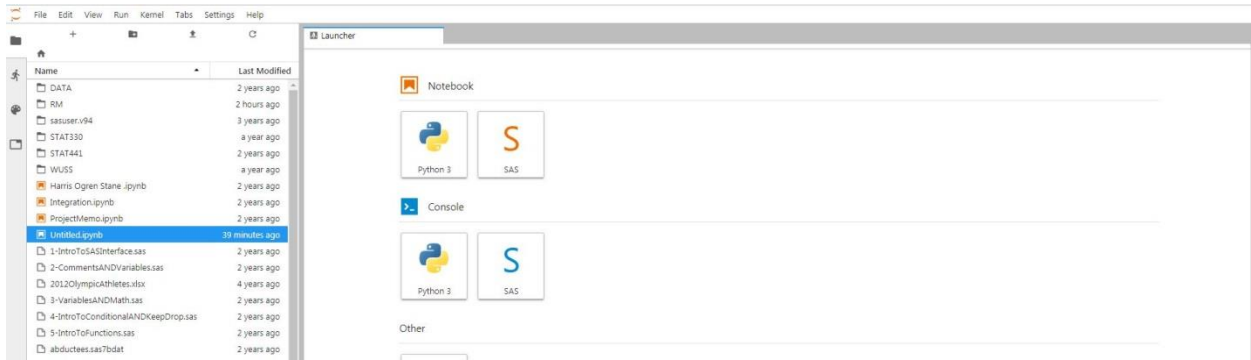 File Edit View Run Kernel Tabs Settings Help
Launcher
Name Last Modified
DATA 2 years ago
RM 2 hours ago
sasuser.v94 3 years ago
STAT330 a year ago
STAT441 2 years ago
WUSS a year ago
Harris Ogren Stane .ipynb 2 years ago
Integration.ipynb 2 years ago
ProjectMemo.ipynb 2 years ago
Untitled.ipynb 39 minutes ago
1-IntroToSASInterface.sas 2 years ago
2-CommentsANDVariables.sas 2 years ago
2012OlympicAthletes.xlsx 4 years ago
3-VariablesANDMath.sas 2 years ago
4-IntroToConditionalANDKeepDrop.sas 2 years ago
5-IntroToFunctions.sas 2 years ago
abductees.sas7bdat 2 years ago
Notebook
Python 3 S SAS
Console
Python 3 S SAS
Other